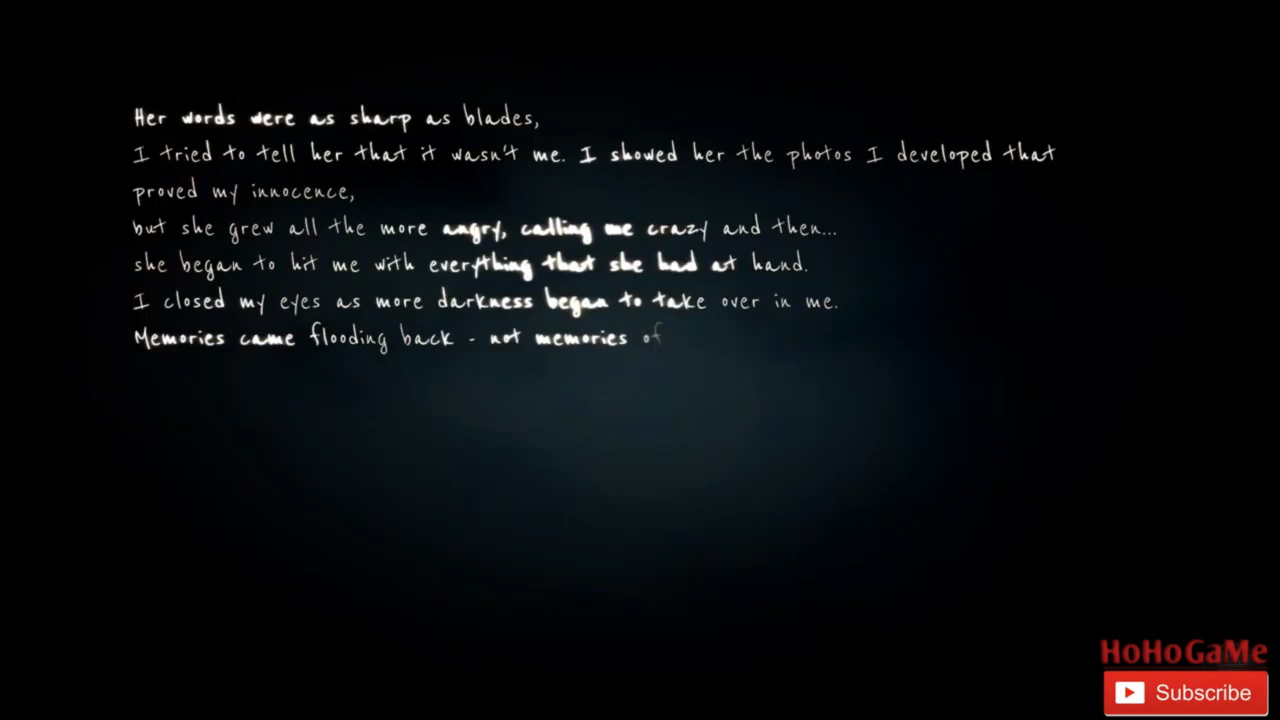 Her words were as sharp as blades,
I tried to tell her that it wasn't me. I showed her the photos I developed that
proved my innocence,
but she grew all the more angry, calling me crazy and then...
she began to hit me with everything that she had at hand.
I closed my eyes as more darkness began to take over in me.
Memories came flooding back - not memories of
HoHoGaMe
Subscribe